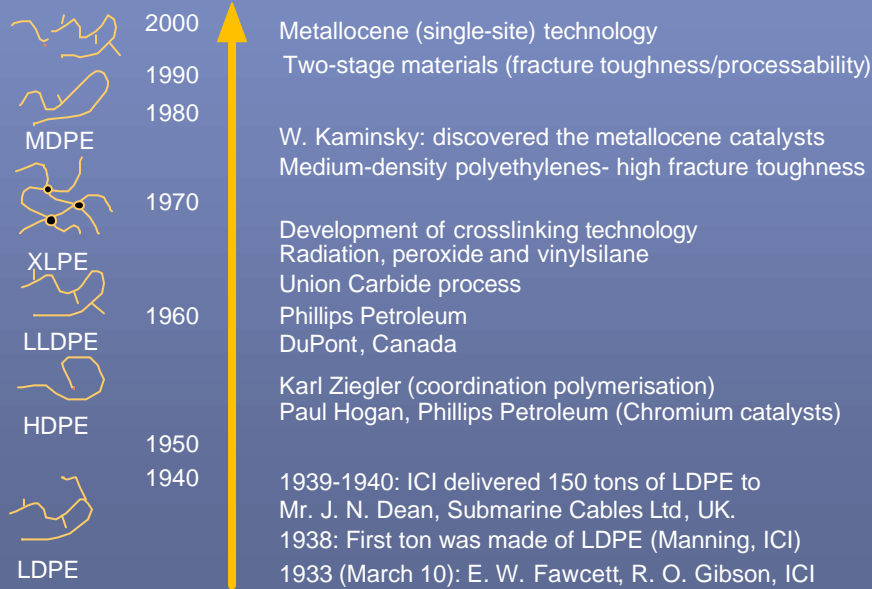 2000
Metallocene (single-site) technology
Two-stage materials (fracture toughness/processability)
1990
1980
MDPE
W. Kaminsky: discovered the metallocene catalysts
Medium-density polyethylenes- high fracture toughness
1970
Development of crosslinking technology
Radiation, peroxide and vinylsilane
XLPE
Union Carbide process
1960
Phillips Petroleum
LLDPE
DuPont, Canada
Karl Ziegler (coordination polymerisation)
Paul Hogan, Phillips Petroleum (Chromium catalysts)
HDPE
1950
1940
1939-1940: ICI delivered 150 tons of LDPE to
Mr. J. N. Dean, Submarine Cables Ltd, UK.
1938: First ton was made of LDPE (Manning, ICI)
LDPE
1933 (March 10): E. W. Fawcett, R. O. Gibson, ICI